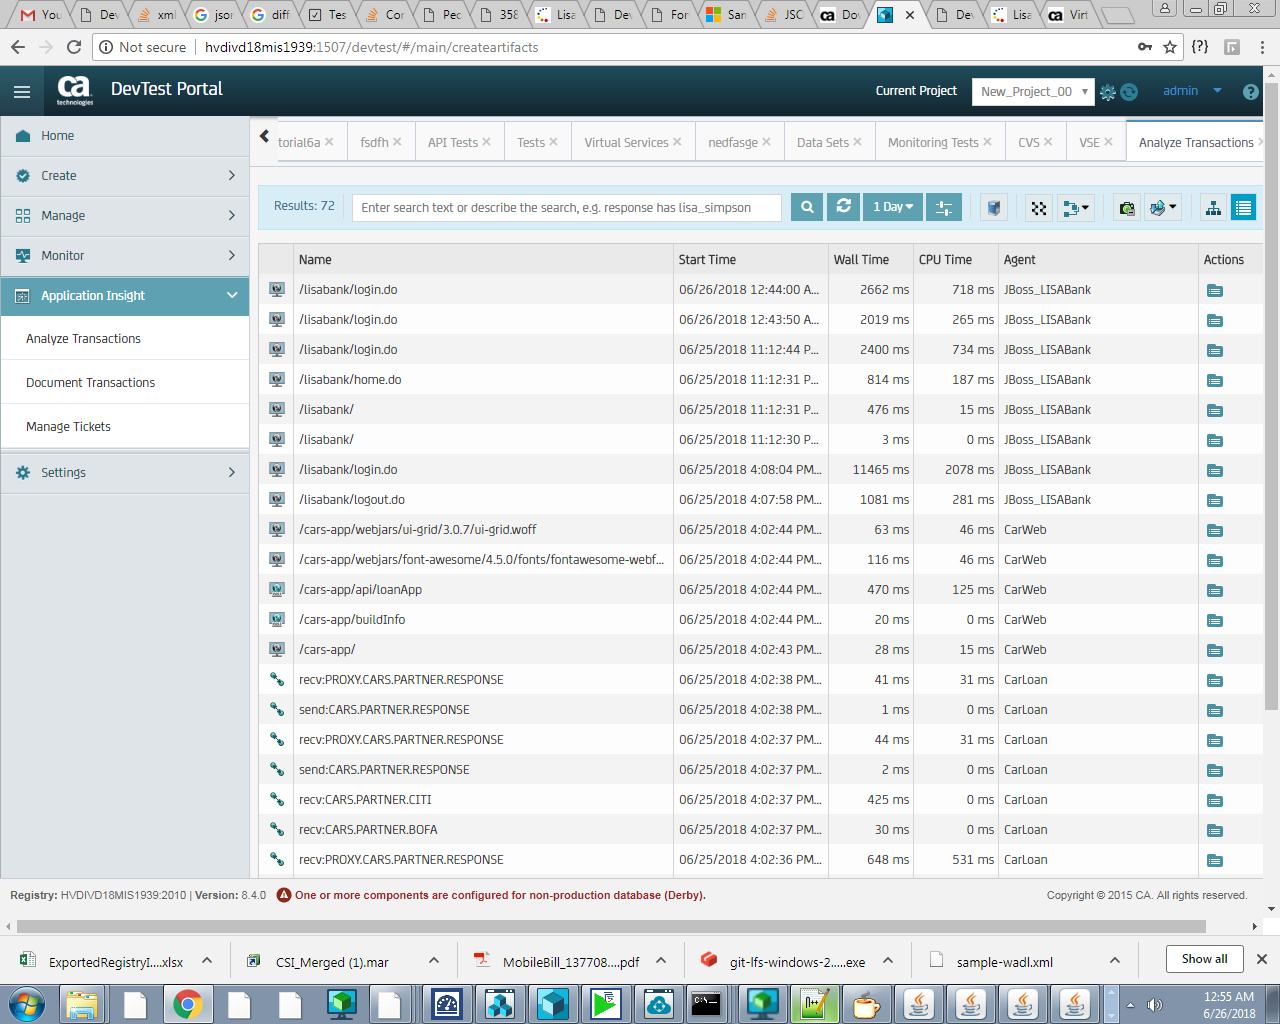 You
Dev
xml
json
diff
Tes
Cor
Pec
358
Lisa
Dev
For
San
JSC
Dov
Dev
Lisa
Virt
Not secure | hvdivd18mis1939:1507/devtest/#/main/createartifacts
ca technologies
DevTest Portal
Current Project
New_Project_00
admin
Home
Create
Manage
Monitor
Application Insight
Analyze Transactions
Document Transactions
Manage Tickets
Settings
torial6a
fsdfh
API Tests
Tests
Virtual Services
nedfasge
Data Sets
Monitoring Tests
CVS
VSE
Analyze Transactions
Results: 72
Enter search text or describe the search, e.g. response has lisa_simpson
1 Day
Name Start Time Wall Time CPU Time Agent Actions
/lisabank/login.do 06/26/2018 12:44:00 A... 2662 ms 718 ms JBoss_LISABank
/lisabank/login.do 06/26/2018 12:43:50 A... 2019 ms 265 ms JBoss_LISABank
/lisabank/login.do 06/25/2018 11:12:44 P... 2400 ms 734 ms JBoss_LISABank
/lisabank/home.do 06/25/2018 11:12:31 P... 814 ms 187 ms JBoss_LISABank
/lisabank/ 06/25/2018 11:12:31 P... 476 ms 15 ms JBoss_LISABank
/lisabank/ 06/25/2018 11:12:30 P... 3 ms 0 ms JBoss_LISABank
/lisabank/login.do 06/25/2018 4:08:04 PM... 11465 ms 2078 ms JBoss_LISABank
/lisabank/logout.do 06/25/2018 4:07:58 PM... 1081 ms 281 ms JBoss_LISABank
/cars-app/webjars/ui-grid/3.0.7/ui-grid.woff 06/25/2018 4:02:44 PM... 63 ms 46 ms CarWeb
/cars-app/webjars/font-awesome/4.5.0/fonts/fontawesome-webf... 06/25/2018 4:02:44 PM... 116 ms 46 ms CarWeb
/cars-app/api/loanApp 06/25/2018 4:02:44 PM... 470 ms 125 ms CarWeb
/cars-app/buildInfo 06/25/2018 4:02:44 PM... 20 ms 0 ms CarWeb
/cars-app/ 06/25/2018 4:02:43 PM... 28 ms 15 ms CarWeb
recv:PROXY.CARS.PARTNER.RESPONSE 06/25/2018 4:02:38 PM... 41 ms 31 ms CarLoan
send:CARS.PARTNER.RESPONSE 06/25/2018 4:02:38 PM... 1 ms 0 ms CarLoan
recv:PROXY.CARS.PARTNER.RESPONSE 06/25/2018 4:02:37 PM... 44 ms 31 ms CarLoan
send:CARS.PARTNER.RESPONSE 06/25/2018 4:02:37 PM... 2 ms 0 ms CarLoan
recv:CARS.PARTNER.CITI 06/25/2018 4:02:37 PM... 425 ms 0 ms CarLoan
recv:CARS.PARTNER.BOFA 06/25/2018 4:02:37 PM... 30 ms 0 ms CarLoan
recv:PROXY.CARS.PARTNER.RESPONSE 06/25/2018 4:02:36 PM... 648 ms 531 ms CarLoan
Registry: HVDIVD18MIS1939:2010 | Version: 8.4.0 One or more components are configured for non-production database (Derby). Copyright © 2015 CA. All rights reserved.
ExportedRegistryI....xlsx
CSI_Merged (1).mar
MobileBill_137708....pdf
git-lfs-windows-2.....exe
sample-wadl.xml
Show all
12:55 AM
6/26/2018